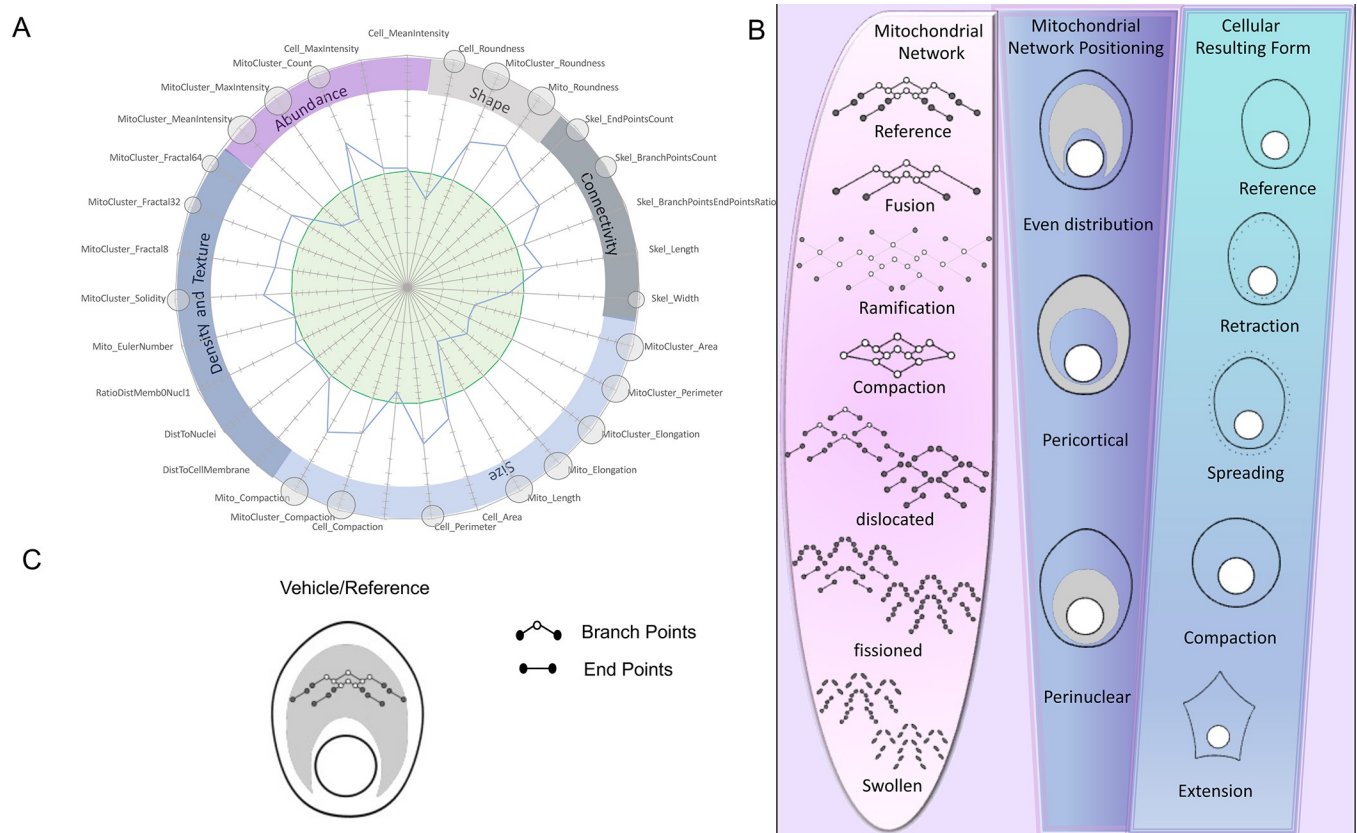 A
Cell_MeanIntensity
Cell_MaxIntensity
Cell_Roundness
MitoCluster_Count
MitoCluster_Roundness
MitoCluster_MaxIntensity
Mito_Roundness
MitoCluster_MeanIntensity
Skel_EndPointsCount
MitoCluster_Fractal64
Skel_BranchPointsCount
MitoCluster_Fractal32
Skel_BranchPointsEndPointsRatio
MitoCluster_Fractal8
Skel_Length
MitoCluster_Solidity
Skel_Width
Mito_EulerNumber
MitoCluster_Area
RatioDistMemb0Nucl1
MitoCluster_Perimeter
DistToNuclei
MitoCluster_Elongation
DistToCellMembrane
Mito_Elongation
Mito_Compaction
Mito_Length
MitoCluster_Compaction
Cell_Compaction
Cell_Perimeter
Cell_Area
Abundance
Shape
Connectivity
Density and Texture
Size
B
Mitochondrial
Network
Reference
Fusion
Ramification
Compaction
dislocated
fissioned
Swollen
Mitochondrial
Network Positioning
Even distribution
Pericortical
Perinuclear
Cellular
Resulting Form
Reference
Retraction
Spreading
Compaction
Extension
C
Vehicle/Reference
Branch Points
End Points